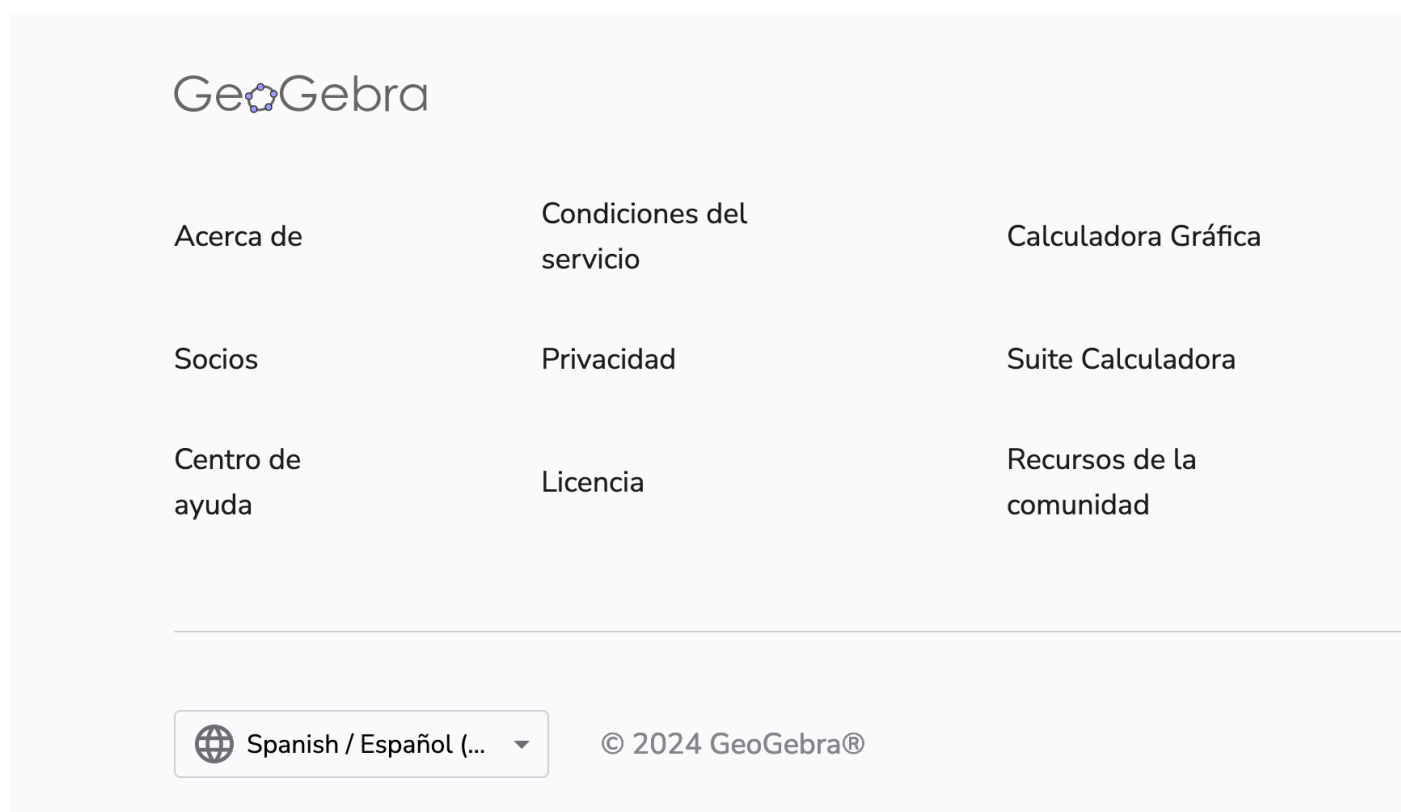 GeoGebra
Acerca de
Condiciones del
servicio
Calculadora Gráfica
Socios
Privacidad
Suite Calculadora
Centro de
ayuda
Licencia
Recursos de la
comunidad
Spanish / Español (...
© 2024 GeoGebra®